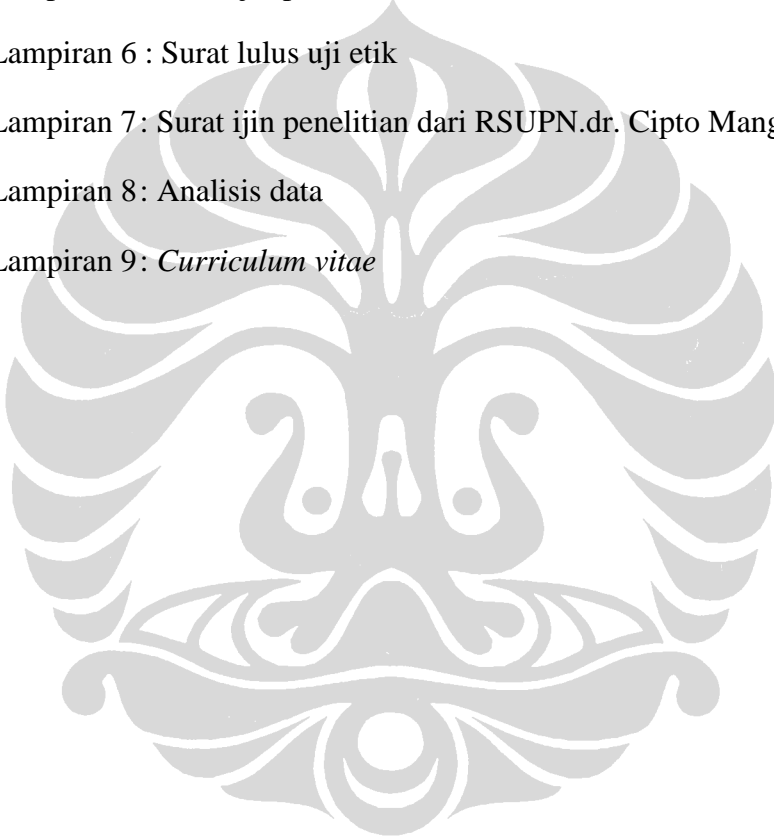 Lampiran 6 : Surat lulus uji etik
Lampiran 7 : Surat ijin penelitian dari RSUPN.dr. Cipto Mang
Lampiran 8 : Analisis data
Lampiran 9 : Curriculum vitae